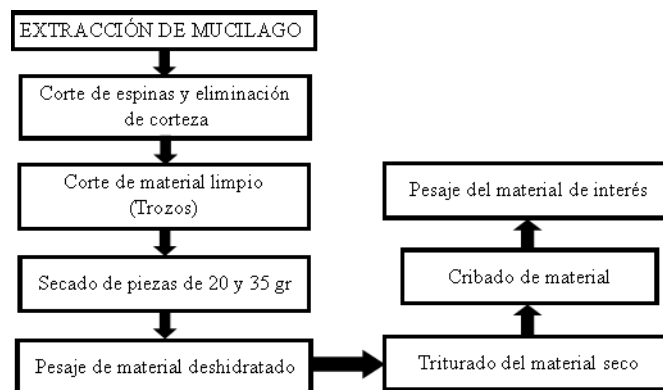 EXTRACCIÓN DE MUCILAGO
Corte de espinas y eliminación
de corteza
Corte de material limpio
(Trozos)
Secado de piezas de 20 y 35 gr
Pesaje de material deshidratado
Triturado del material seco
Cribado de material
Pesaje del material de interés